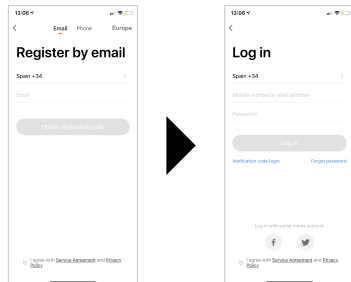 13:06
Email Phone Europe
Register by email
Spain +34
Email
Obtain verification code
I agree with Service Agreement and Privacy
Policy
13:06
Log in
Spain +34
Mobile number/e-mail address
Password
Log in
Verification code login Forget password
Log in with social media account
I agree with Service Agreement and Privacy
Policy